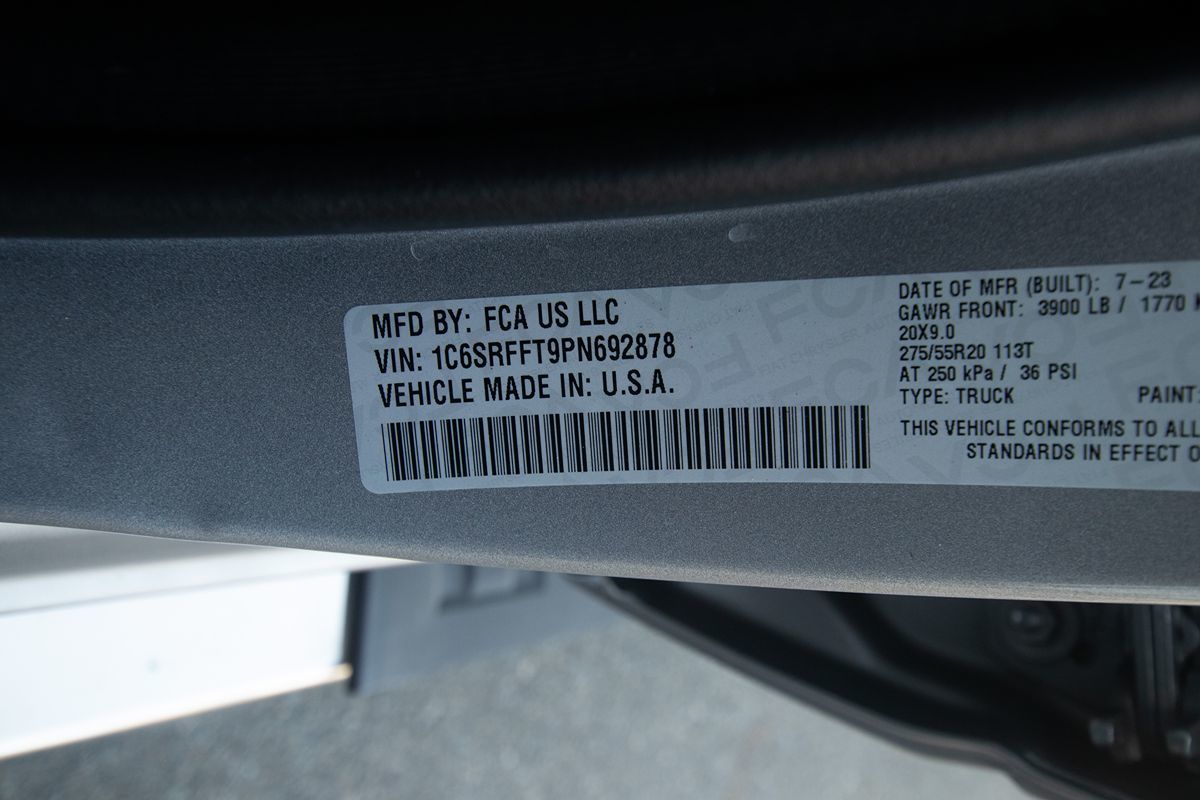 MFD BY: FCA US LLC
VIN: 1C6SRFFT9PN692878
VEHICLE MADE IN: U.S.A.
DATE OF MFR (BUILT): 7-23
GAWR FRONT: 3900 LB / 1770
20X9.0
275/55R20 113T
AT 250 kPa / 36 PSI
TYPE: TRUCK PAINT:
THIS VEHICLE CONFORMS TO ALL
STANDARDS IN EFFECT